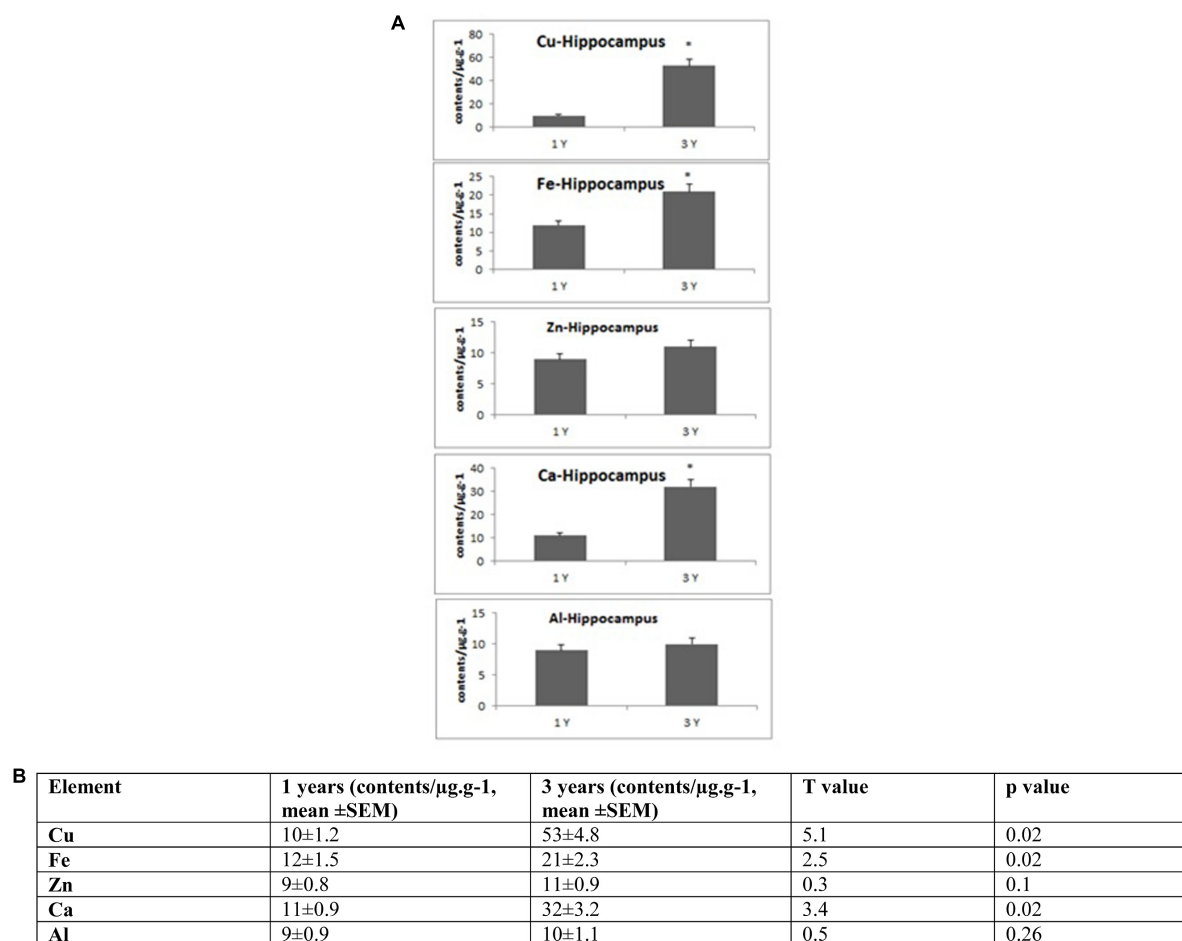 A
Cu-Hippocampus
*
contents/µg.g-1
80
60
40
20
0
1 Y
3 Y
Fe-Hippocampus
*
contents/µg.g-1
25
20
15
10
5
0
1 Y
3 Y
Zn-Hippocampus
contents/µg.g-1
15
10
5
0
1 Y
3 Y
Ca-Hippocampus
*
contents/µg.g-1
40
30
20
10
0
1 Y
3 Y
Al-Hippocampus
contents/µg.g-1
15
10
5
0
1 Y
3 Y
B
Element 1 years (contents/µg.g-1, mean ±SEM) 3 years (contents/µg.g-1, mean ±SEM) T value p value
Cu 10±1.2 53±4.8 5.1 0.02
Fe 12±1.5 21±2.3 2.5 0.02
Zn 9±0.8 11±0.9 0.3 0.1
Ca 11±0.9 32±3.2 3.4 0.02
Al 9±0.9 10±1.1 0.5 0.26